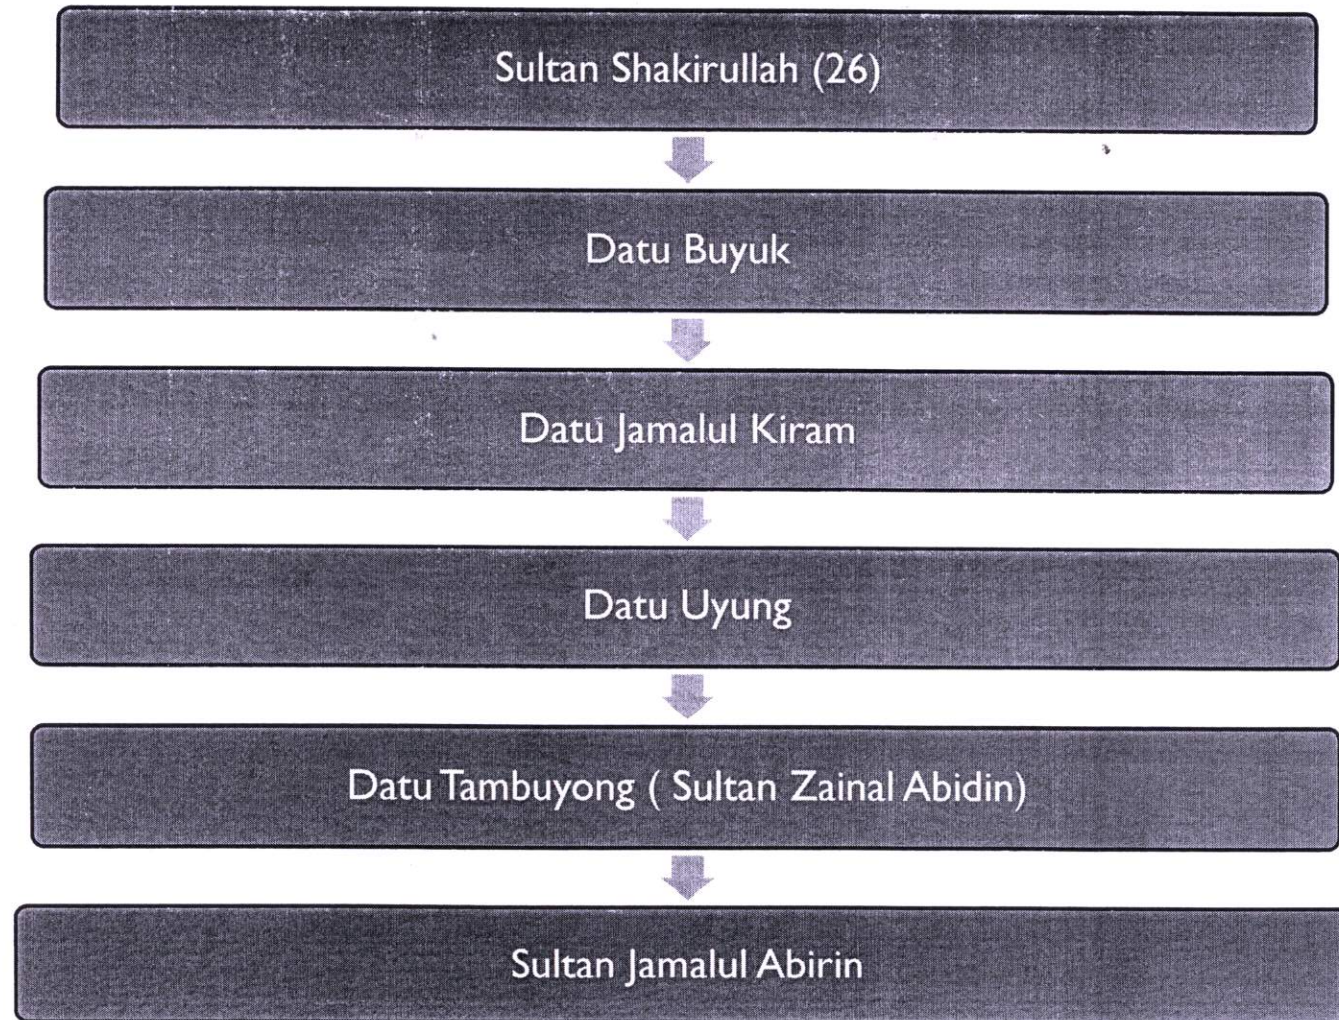 Sultan Shakirullah (26)
Datu Buyuk
Datu Jamalul Kiram
Datu Uyung
Datu Tambuyong ( Sultan Zainal Abidin)
Sultan Jamalul Abirin